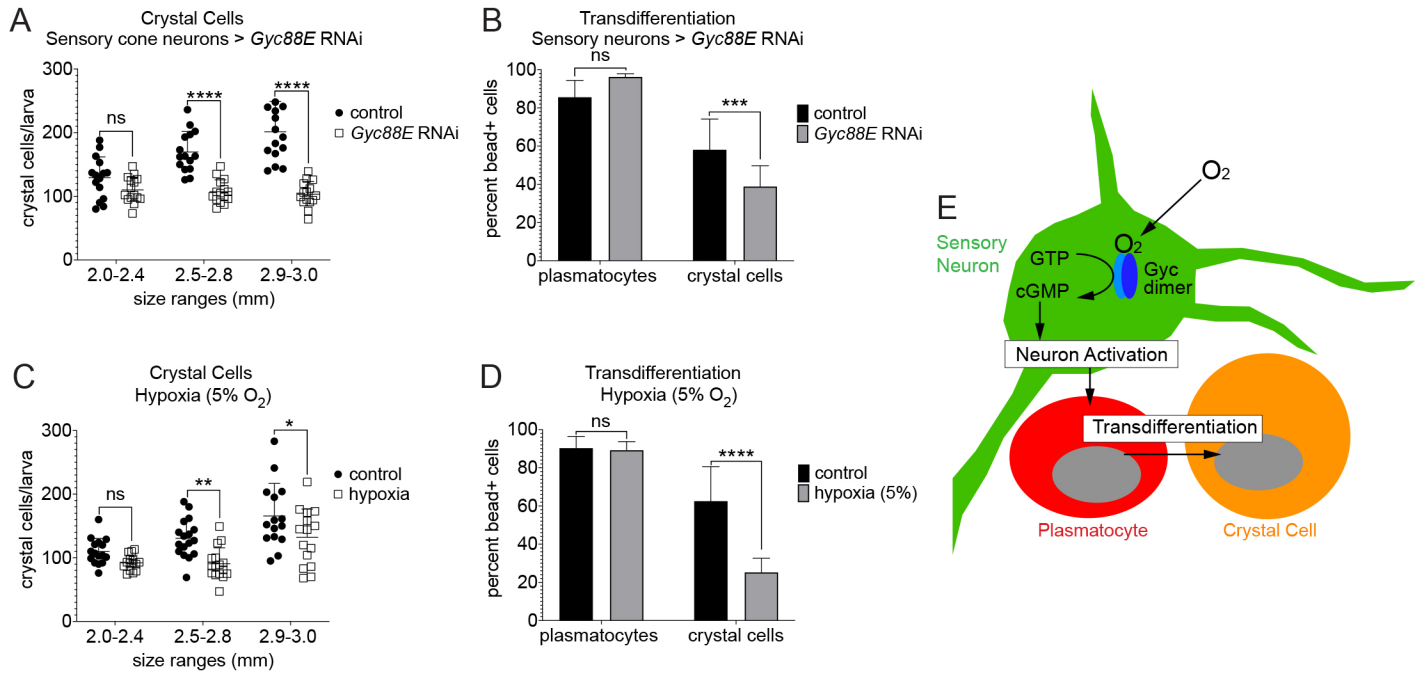 A
Crystal Cells
Sensory cone neurons > Gyc88E RNAi
crystal cells/larva
300
200
100
0
ns
****
****
control
Gyc88E RNAi
2.0-2.4
2.5-2.8
2.9-3.0
size ranges (mm)
B
Transdifferentiation
Sensory neurons > Gyc88E RNAi
percent bead+ cells
100
80
60
40
20
0
ns
***
control
Gyc88E RNAi
plasmatocytes
crystal cells
C
Crystal Cells
Hypoxia (5% O2)
crystal cells/larva
300
200
100
0
ns
**
*
control
hypoxia
2.0-2.4
2.5-2.8
2.9-3.0
size ranges (mm)
D
Transdifferentiation
Hypoxia (5% O2)
percent bead+ cells
100
80
60
40
20
0
ns
****
control
hypoxia (5%)
plasmatocytes
crystal cells
E
O2
Sensory
Neuron
O2
GTP
cGMP
Gyc
dimer
Neuron Activation
Transdifferentiation
Plasmatocyte
Crystal Cell